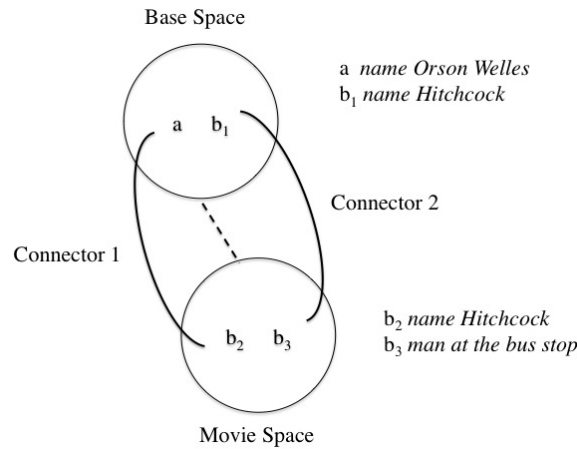 Base Space
a name Orson Welles
b₁ name Hitchcock
a b₁
Connector 2
Connector 1
b₂ name Hitchcock
b₃ man at the bus stop
b₂ b₃
Movie Space